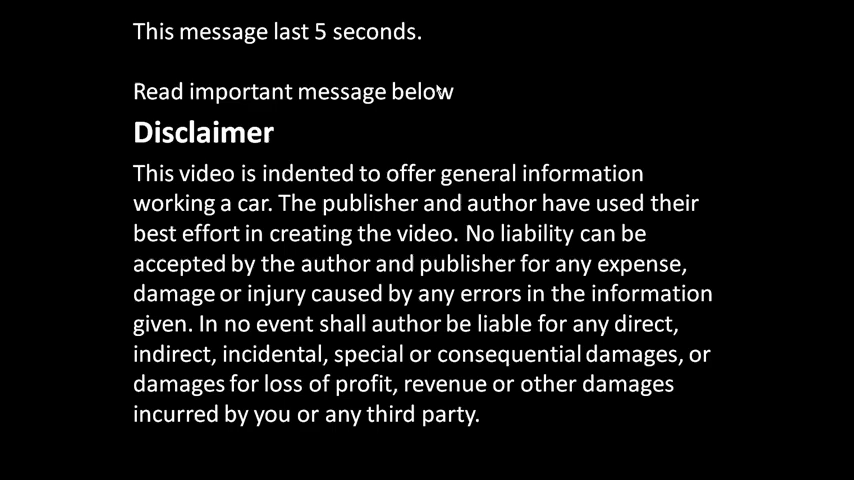 This message last 5 seconds.
Read important message below
Disclaimer
This video is indented to offer general information
working a car. The publisher and author have used their
best effort in creating the video. No liability can be
accepted by the author and publisher for any expense,
damage or injury caused by any errors in the information
given. In no event shall author be liable for any direct,
indirect, incidental, special or consequential damages, or
damages for loss of profit, revenue or other damages
incurred by you or any third party.